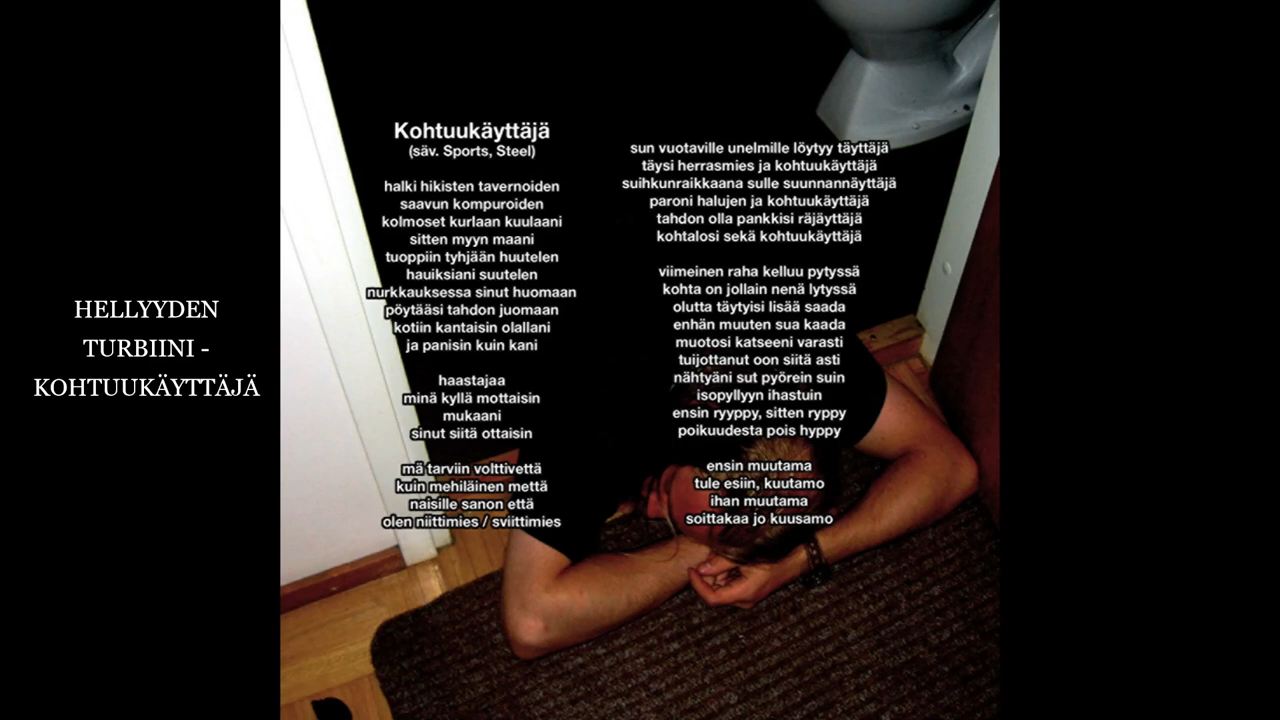 HELLYYDEN
TURBIINI -
KOHTUUKÄYTTÄJÄ
Kohtuukäyttäjä
(säv. Sports, Steel)
halki hikisten tavernoiden
saavun kompuroiden
kolmoset kurlaan kuulaani
sitten myyn maani
tuoppiin tyhjään huutelen
hauiksiani suutelen
nurkkauksessa sinut huomaan
pöytääsi tahdon juomaan
kotiin kantaisin olallani
ja panisin kuin kani
haastajaa
minä kyllä mottaisin
mukaani
sinut siitä ottaisin
mä tarviin volttivettä
kuin mehiläinen mettä
naisille sanon että
olen niittimies / sviittimies
sun vuotaville unelmille löytyy täyttäjä
täysi herrasmies ja kohtuukäyttäjä
suihkunraikkaana sulle suunnannäyttäjä
paroni halujen ja kohtuukäyttäjä
tahdon olla pankkisi räjäyttäjä
kohtalosi sekä kohtuukäyttäjä
viimeinen raha kelluu pytyssä
kohta on jollain nenä lytyssä
olutta täytyisi lisää saada
enhän muuten sua kaada
muotosi katseeni varasti
tuijottanut oon siitä asti
nähtyäni sut pyörein suin
isopyllyyn ihastuin
ensin ryyppy, sitten ryppy
poikuudesta pois hyppy
ensin muutama
tule esiin, kuutamo
ihan muutama
soittakaa jo kuusamo